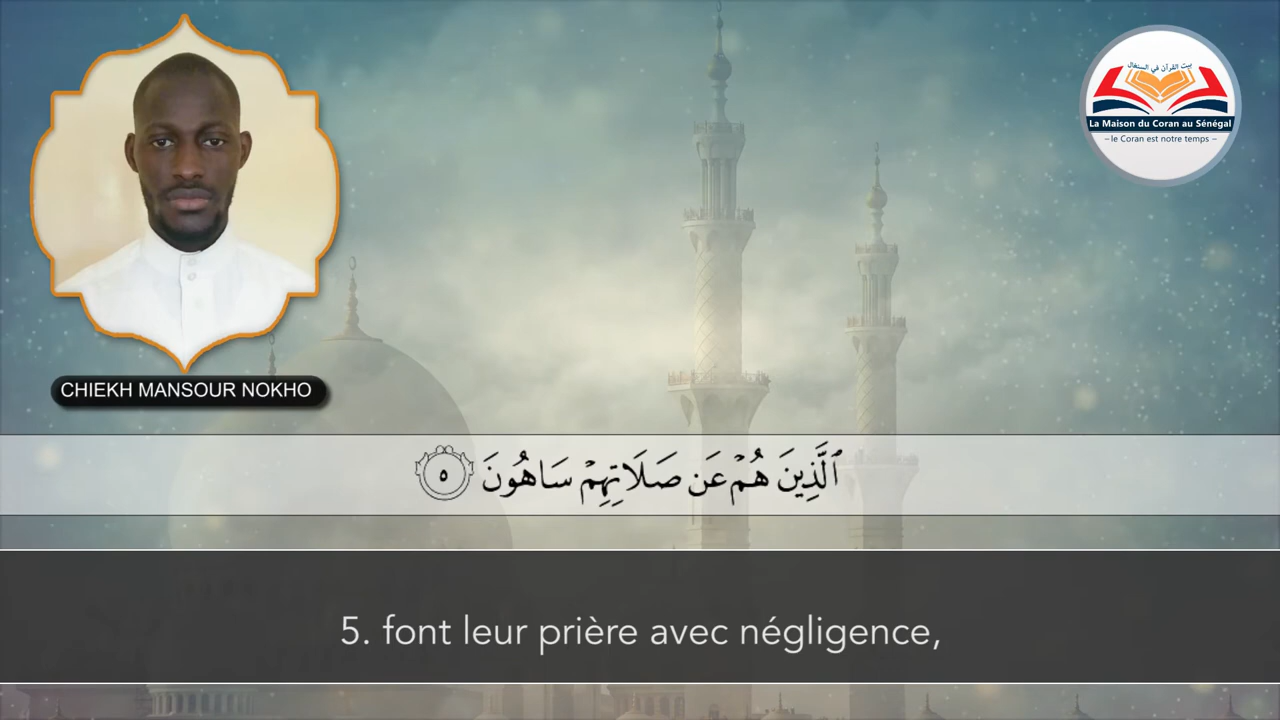 بيت القرآن في السنغال
La Maison du Coran au Sénégal
– le Coran est notre temps –
CHIEKH MANSOUR NOKHO
ٱلَّذِينَ هُمْ عَن صَلَاتِهِمْ سَاهُونَ ٥
5. font leur prière avec négligence,